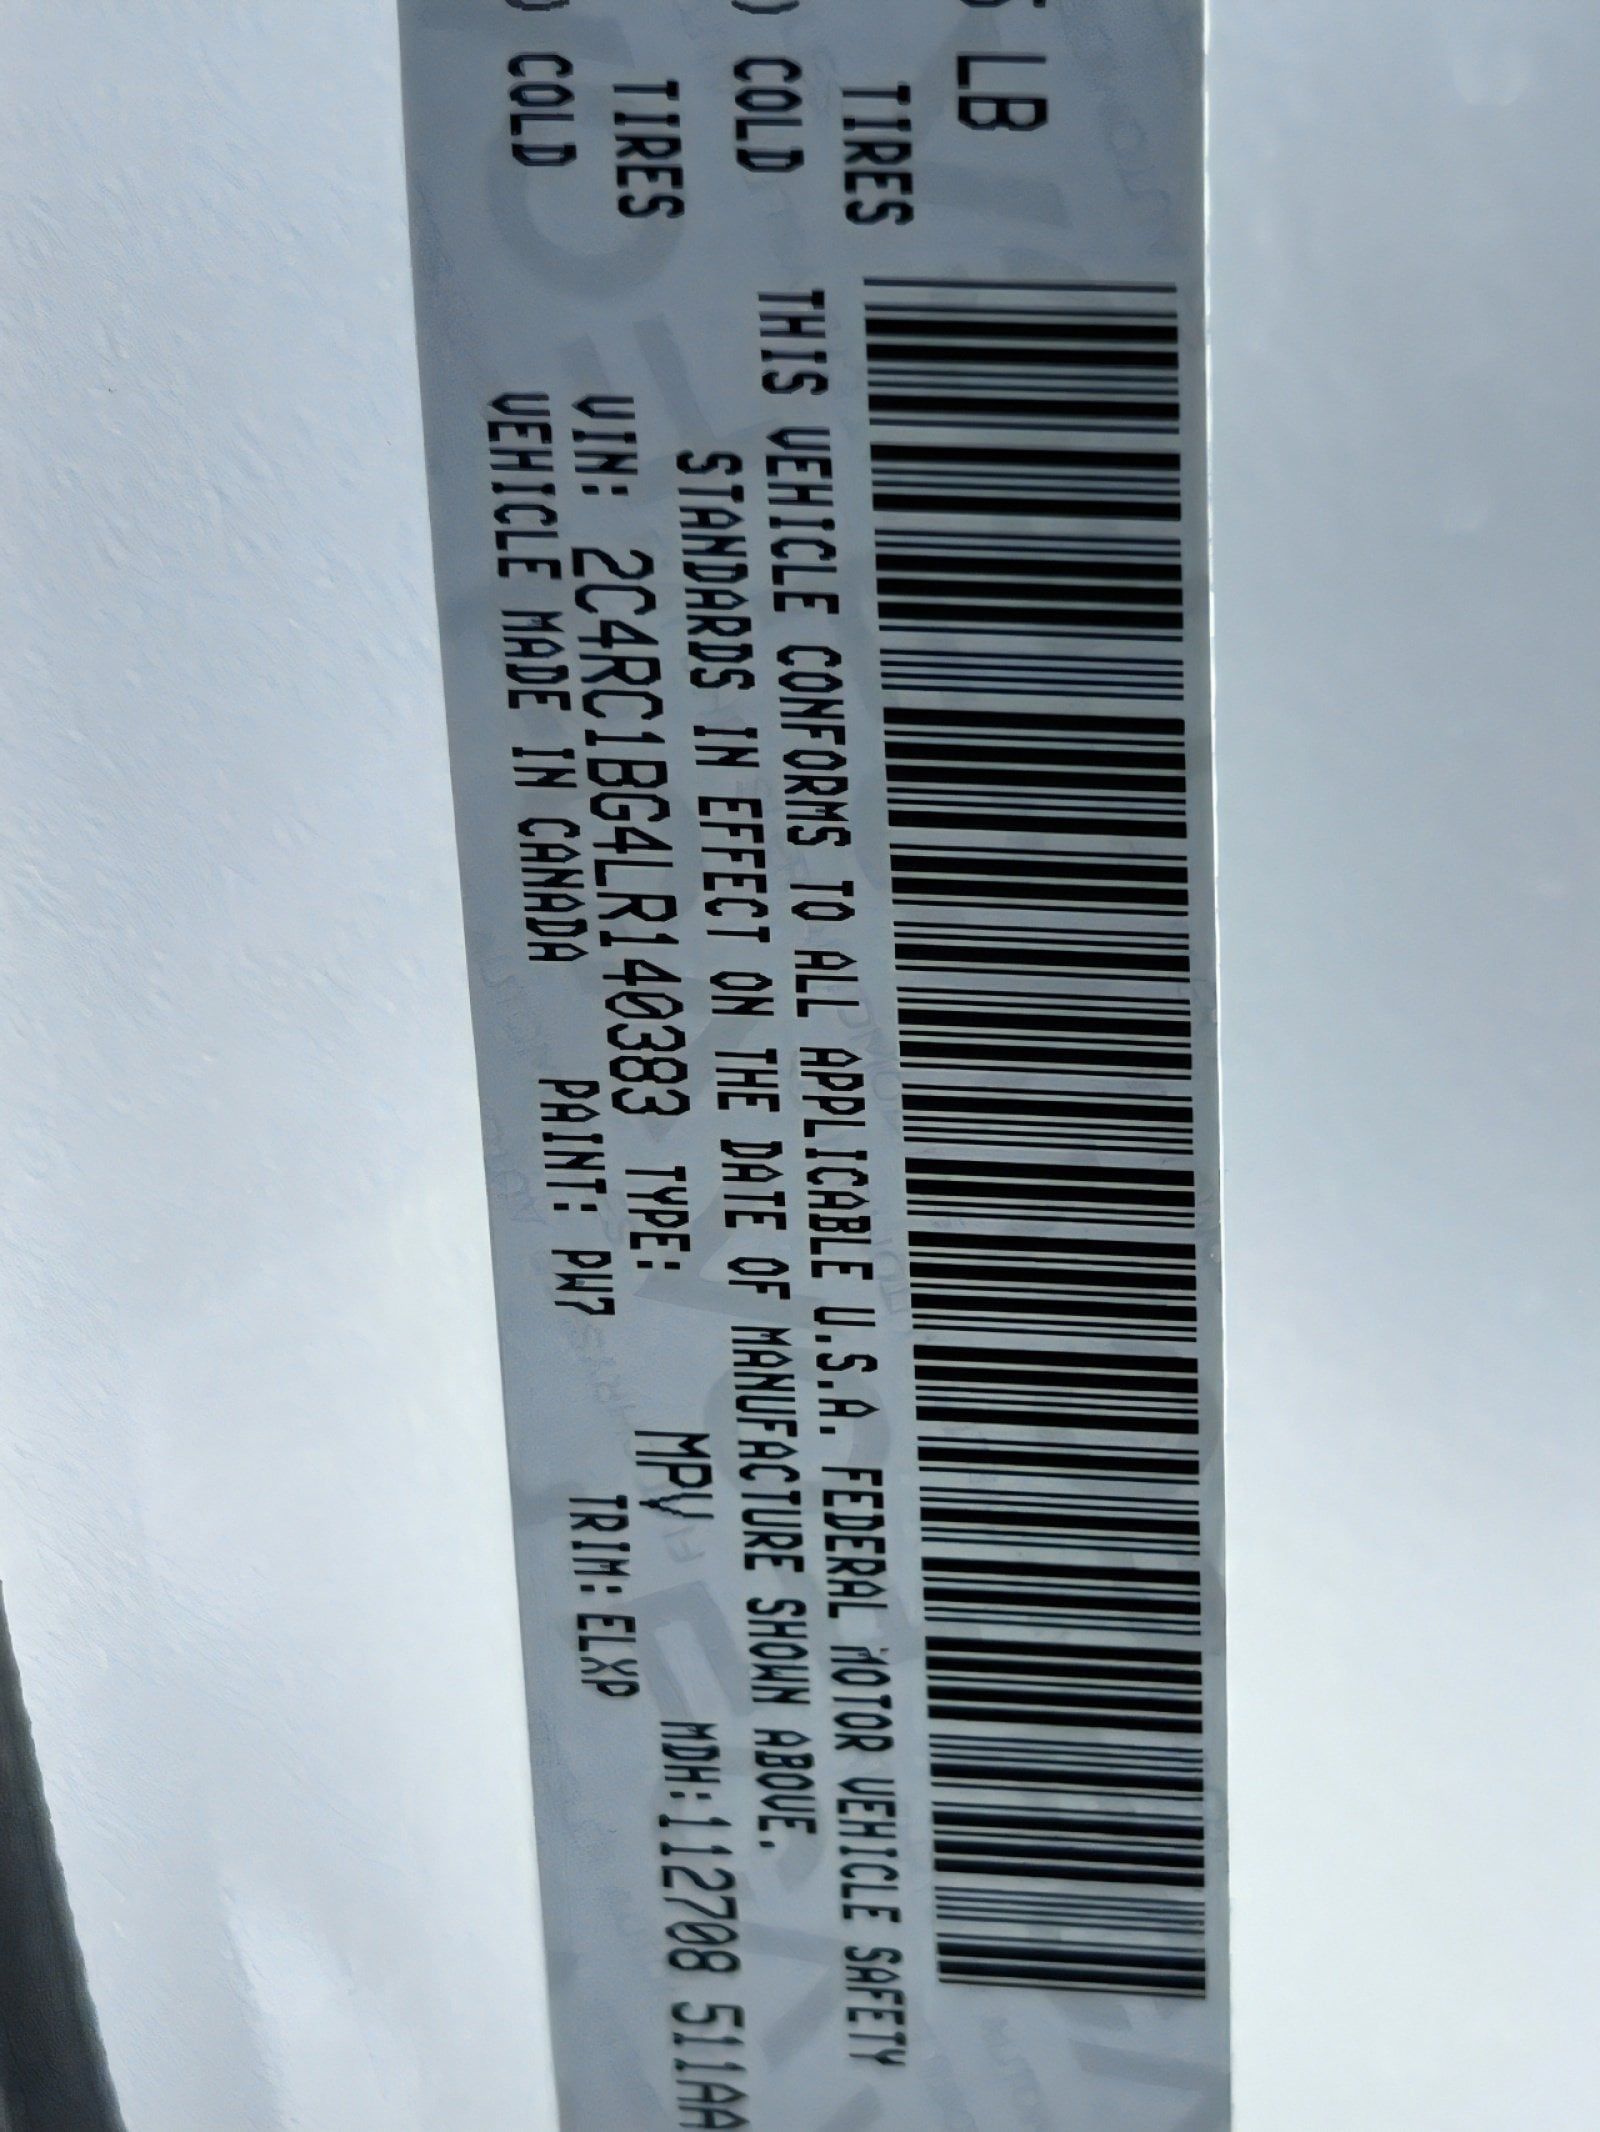 LB
TIRES
) COLD
TIRES
) COLD
THIS VEHICLE CONFORMS TO ALL APPLICABLE U.S.A. FEDERAL MOTOR VEHICLE SAFETY
STANDARDS IN EFFECT ON THE DATE OF MANUFACTURE SHOWN ABOVE.
VIN: 2C4RC1BG4LR140383 TYPE: MPV MDH:112708 511AA
VEHICLE MADE IN CANADA PAINT: PW7 TRIM:ELXP